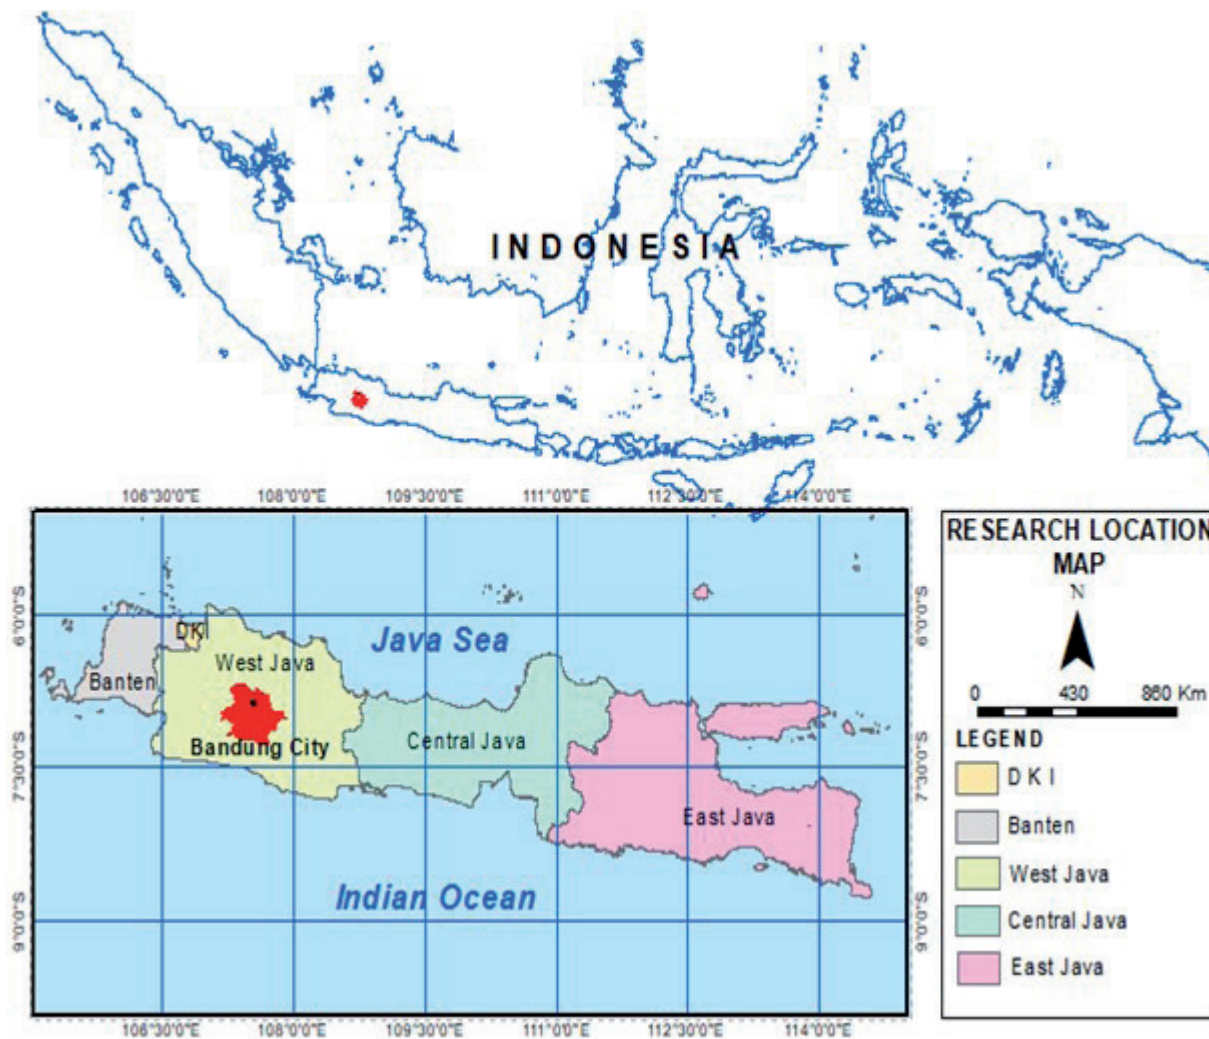 INDONESIA
106°30'0"E 108°0'0"E 109°30'0"E 111°0'0"E 112°30'0"E 114°0'0"E
6°0'0"S
6°0'0"S
DKI
Java Sea
West Java
Banten
Bandung City
Central Java
7°30'0"S
7°30'0"S
East Java
Indian Ocean
9°0'0"S
9°0'0"S
106°30'0"E 108°0'0"E 109°30'0"E 111°0'0"E 112°30'0"E 114°0'0"E
RESEARCH LOCATION
MAP
N
0 430 860 Km
LEGEND
D K I
Banten
West Java
Central Java
East Java